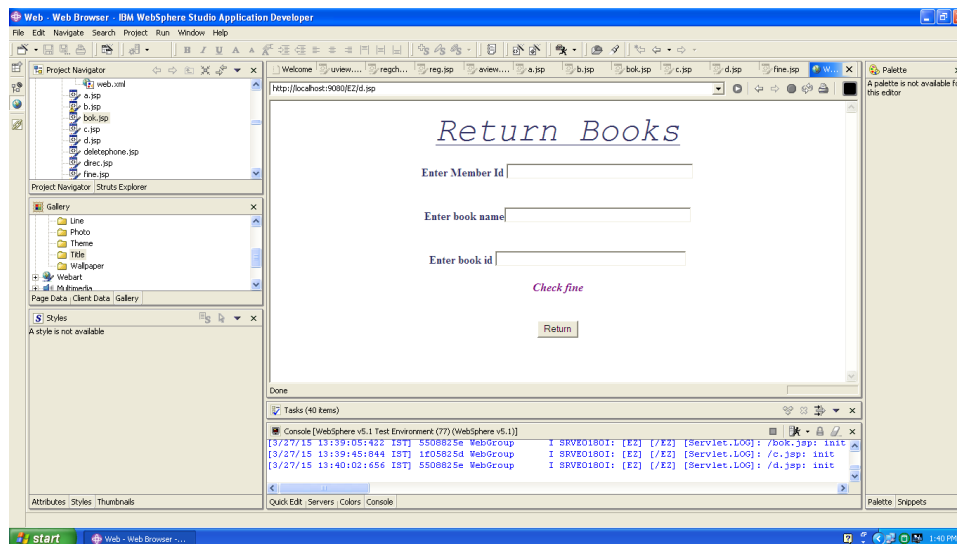 Web - Web Browser - IBM WebSphere Studio Application Developer
File Edit Navigate Search Project Run Window Help
Project Navigator
web.xml
a.jsp
b.jsp
bok.jsp
c.jsp
d.jsp
deletephone.jsp
direc.jsp
fine.jsp
Project Navigator Struts Explorer
Gallery
Line
Photo
Theme
Title
Wallpaper
Webart
Multimedia
Page Data Client Data Gallery
Styles
A style is not available
Attributes Styles Thumbnails
Welcome uview.... regch... reg.jsp aview.... a.jsp b.jsp bok.jsp c.jsp d.jsp fine.jsp W...
http://localhost:9080/EZ/d.jsp
Return Books
Enter Member Id
Enter book name
Enter book id
Check fine
Return
Done
Tasks (40 items)
Console [WebSphere v5.1 Test Environment (77) (WebSphere v5.1)]
[3/27/15 13:39:05:422 IST] 5508825e WebGroup I SRVE0180I: [EZ] [/EZ] [Servlet.LOG]: /bok.jsp: init
[3/27/15 13:39:45:844 IST] 1f05825d WebGroup I SRVE0180I: [EZ] [/EZ] [Servlet.LOG]: /c.jsp: init
[3/27/15 13:40:02:656 IST] 5508825e WebGroup I SRVE0180I: [EZ] [/EZ] [Servlet.LOG]: /d.jsp: init
Quick Edit Servers Colors Console
Palette
A palette is not available fo
this editor
Palette Snippets
start
Web - Web Browser -...
1:40 PM